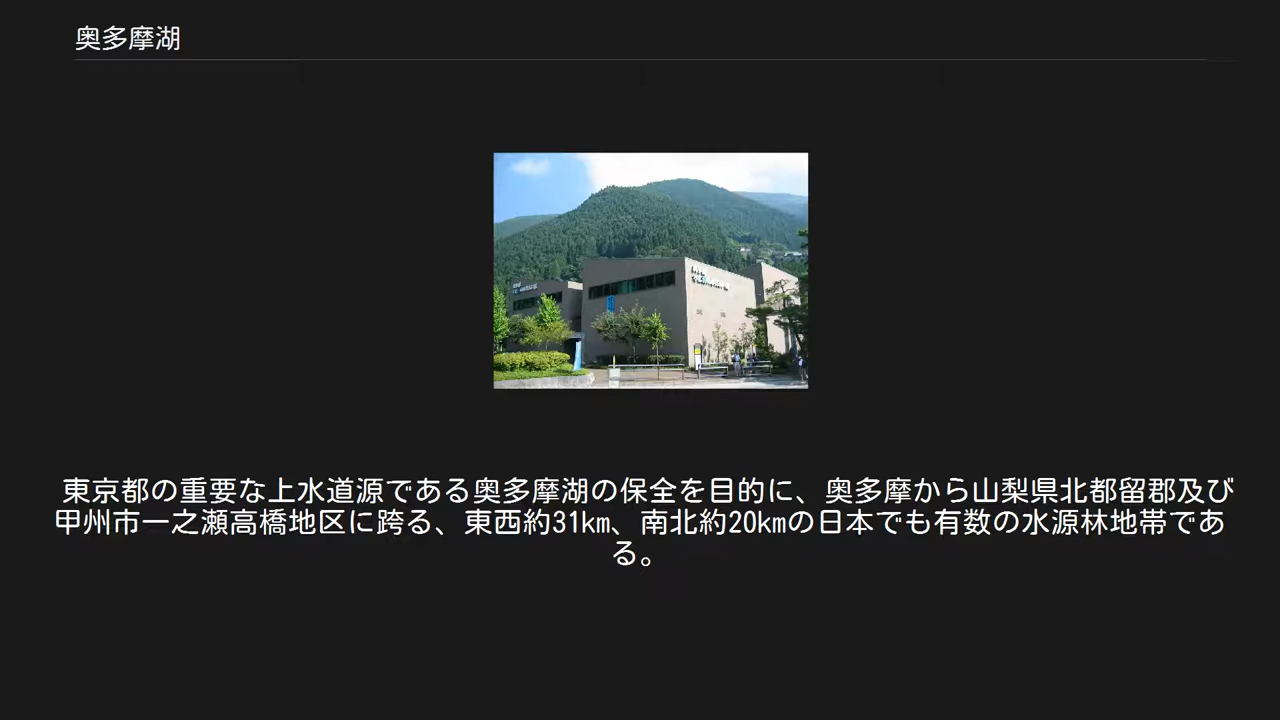 奥多摩湖
東京都の重要な上水道源である奥多摩湖の保全を目的に、奥多摩から山梨県北都留郡及び
甲州市一之瀬高橋地区に跨る、東西約31km、南北約20kmの日本でも有数の水源林地帯であ
る。